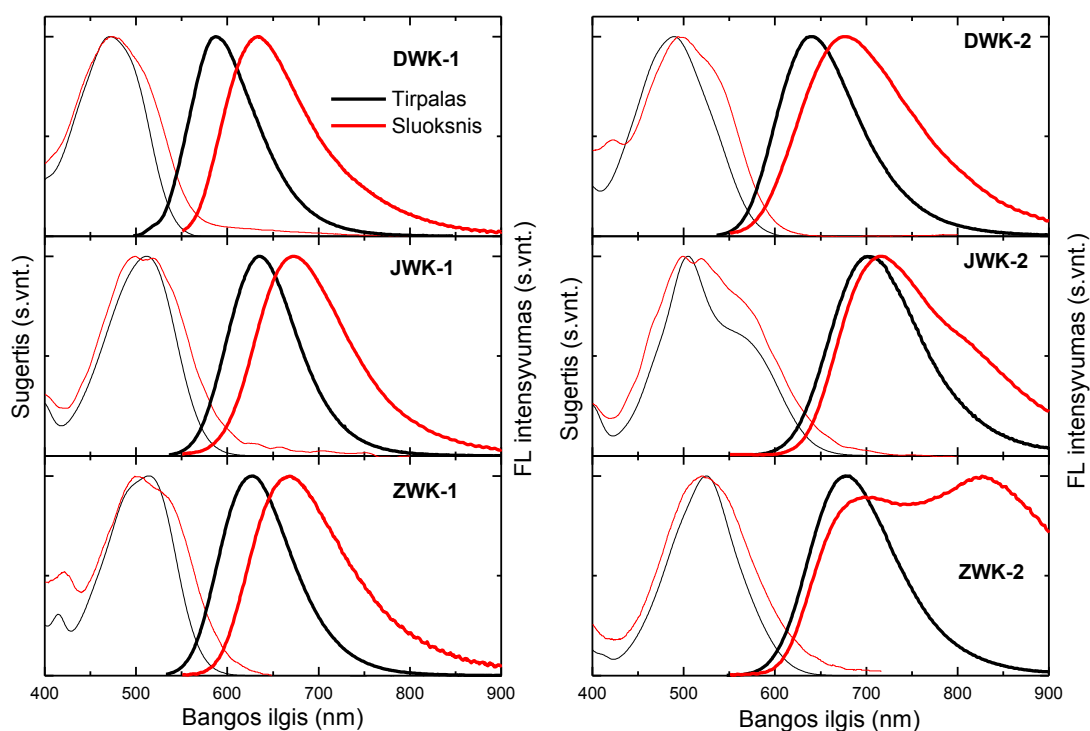 DWK-1
Tirpalas
Sluoksnis
JWK-1
ZWK-1
Sugertis (s.vnt.)
FL intensyvumas (s.vnt.)
400 500 600 700 800 900
Bangos ilgis (nm)
DWK-2
JWK-2
ZWK-2
Sugertis (s.vnt.)
FL intensyvumas (s.vnt.)
400 500 600 700 800 900
Bangos ilgis (nm)